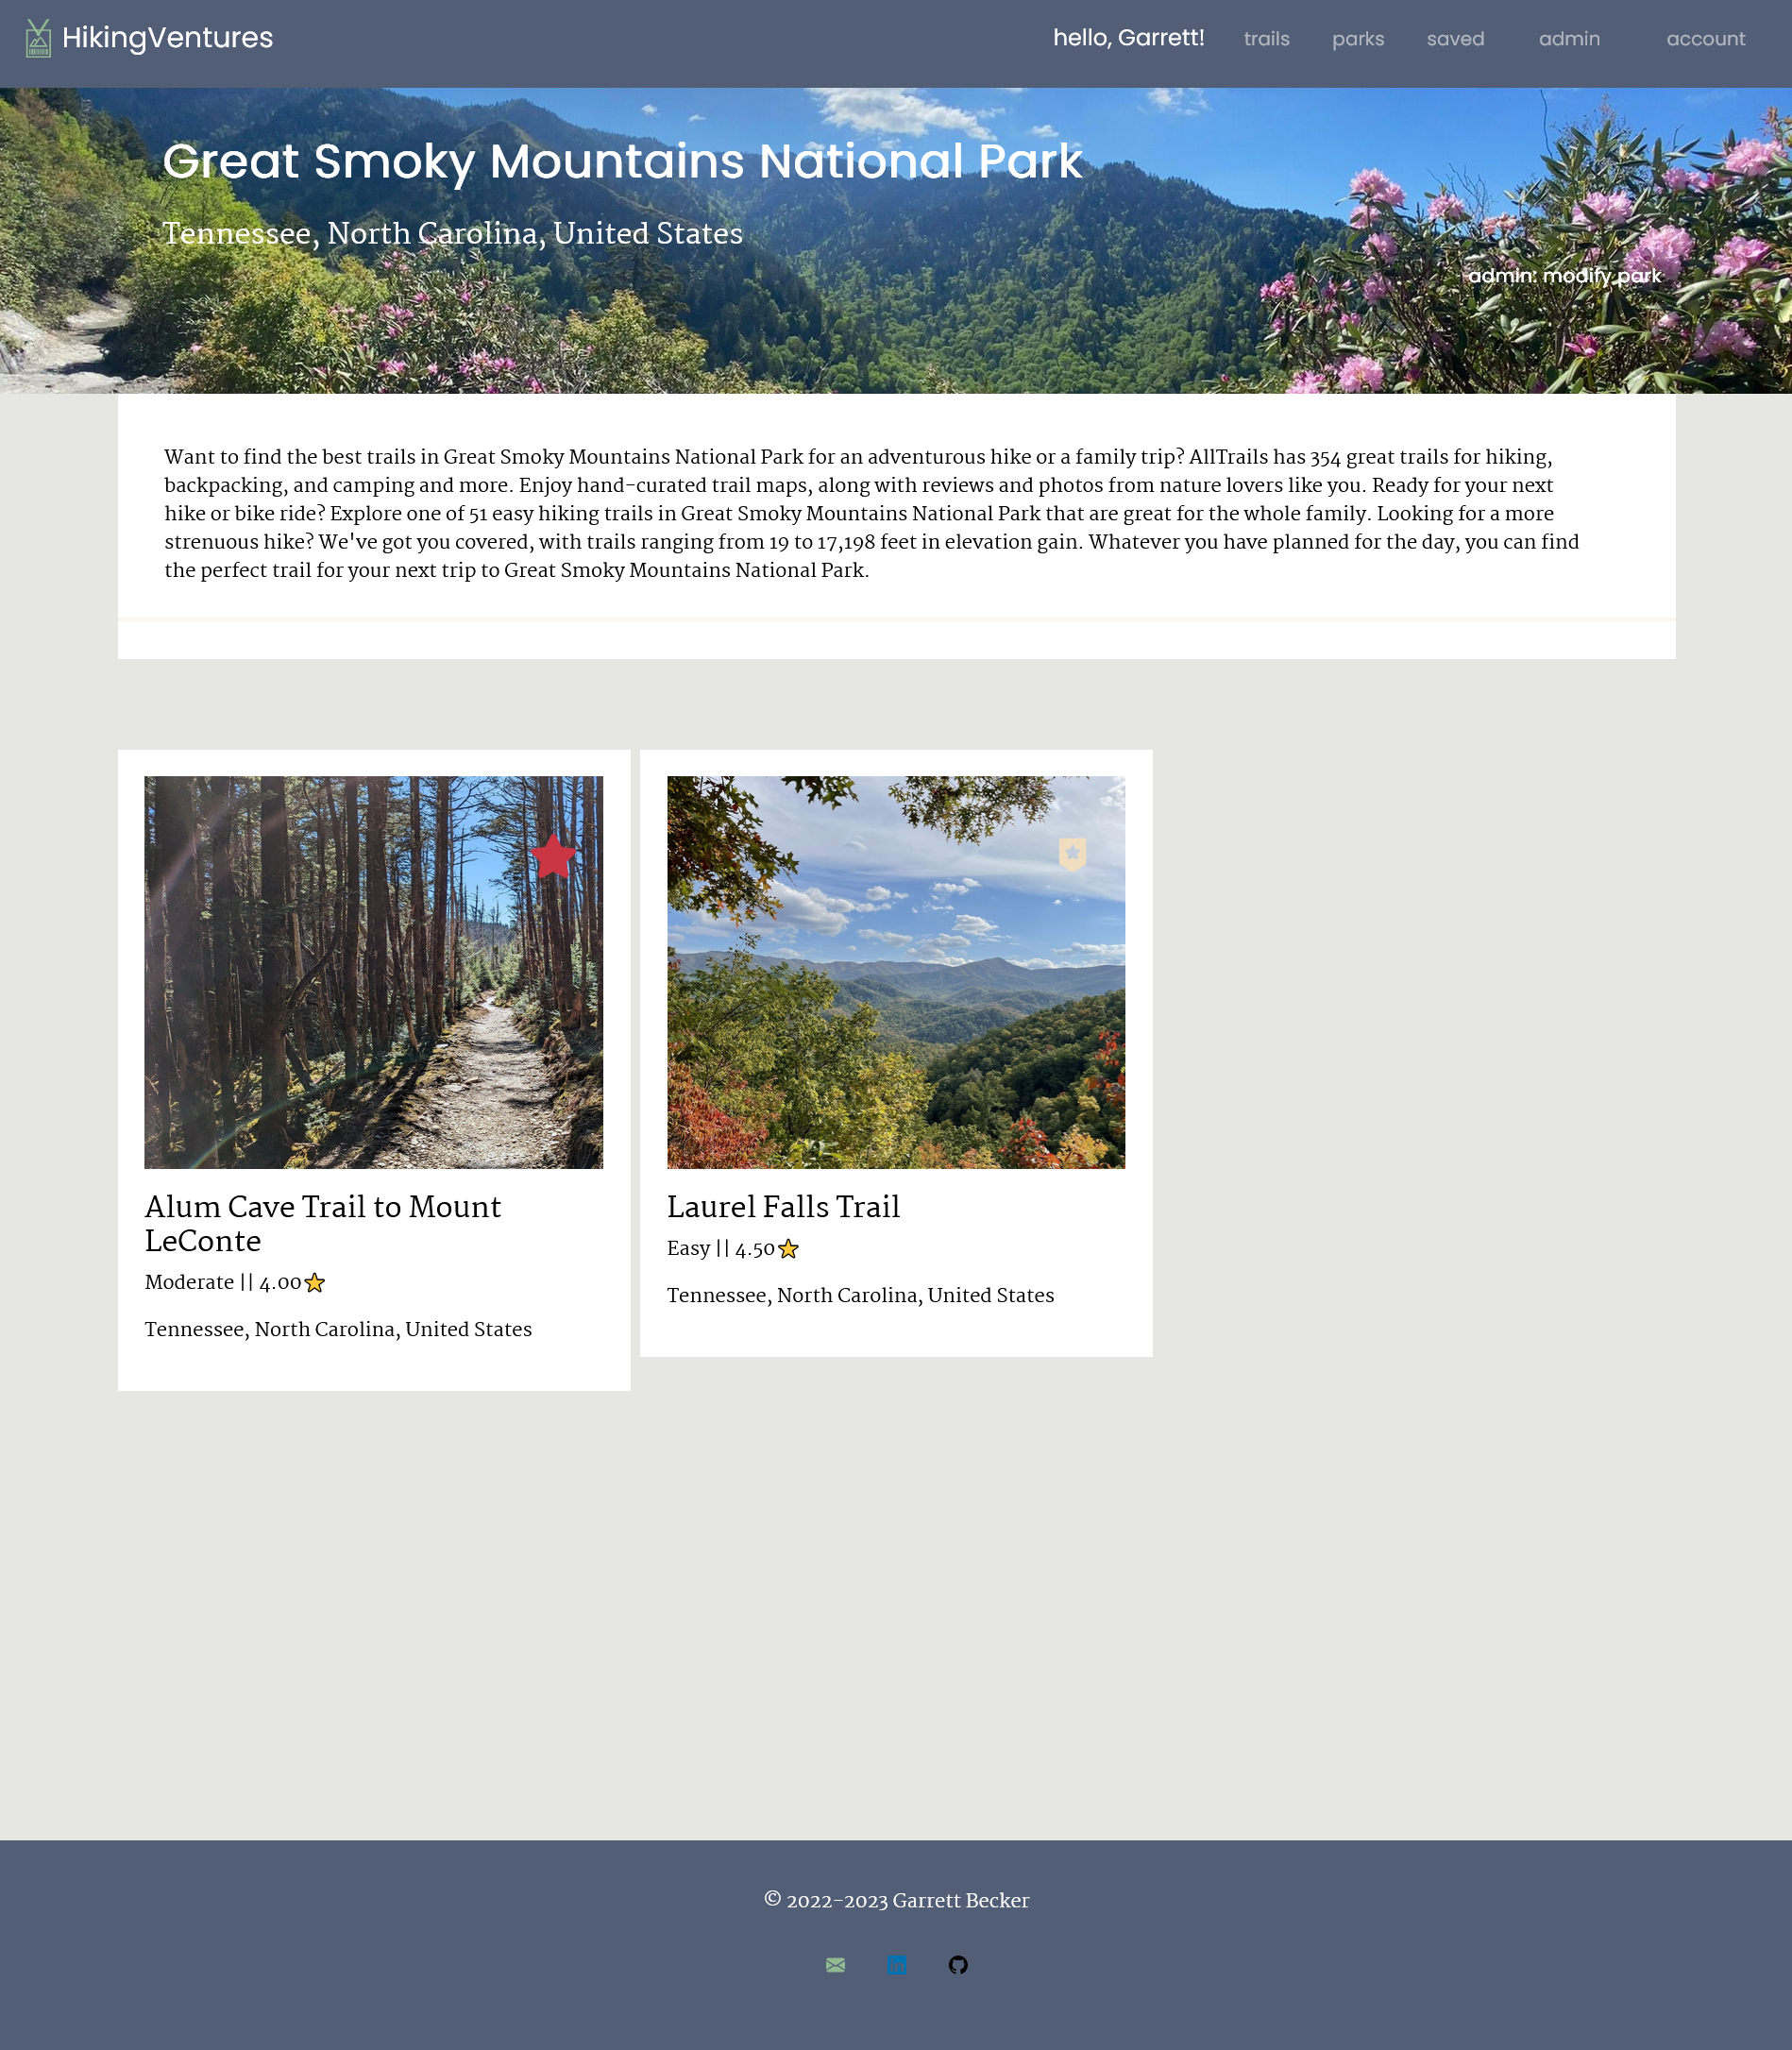 HikingVentures
hello, Garrett!
trails
parks
saved
admin
account
Great Smoky Mountains National Park
Tennessee, North Carolina, United States
admin: modify park
Want to find the best trails in Great Smoky Mountains National Park for an adventurous hike or a family trip? AllTrails has 354 great trails for hiking,
backpacking, and camping and more. Enjoy hand-curated trail maps, along with reviews and photos from nature lovers like you. Ready for your next
hike or bike ride? Explore one of 51 easy hiking trails in Great Smoky Mountains National Park that are great for the whole family. Looking for a more
strenuous hike? We've got you covered, with trails ranging from 19 to 17,198 feet in elevation gain. Whatever you have planned for the day, you can find
the perfect trail for your next trip to Great Smoky Mountains National Park.
Alum Cave Trail to Mount
LeConte
Moderate || 4.00
Tennessee, North Carolina, United States
Laurel Falls Trail
Easy || 4.50
Tennessee, North Carolina, United States
© 2022-2023 Garrett Becker
in